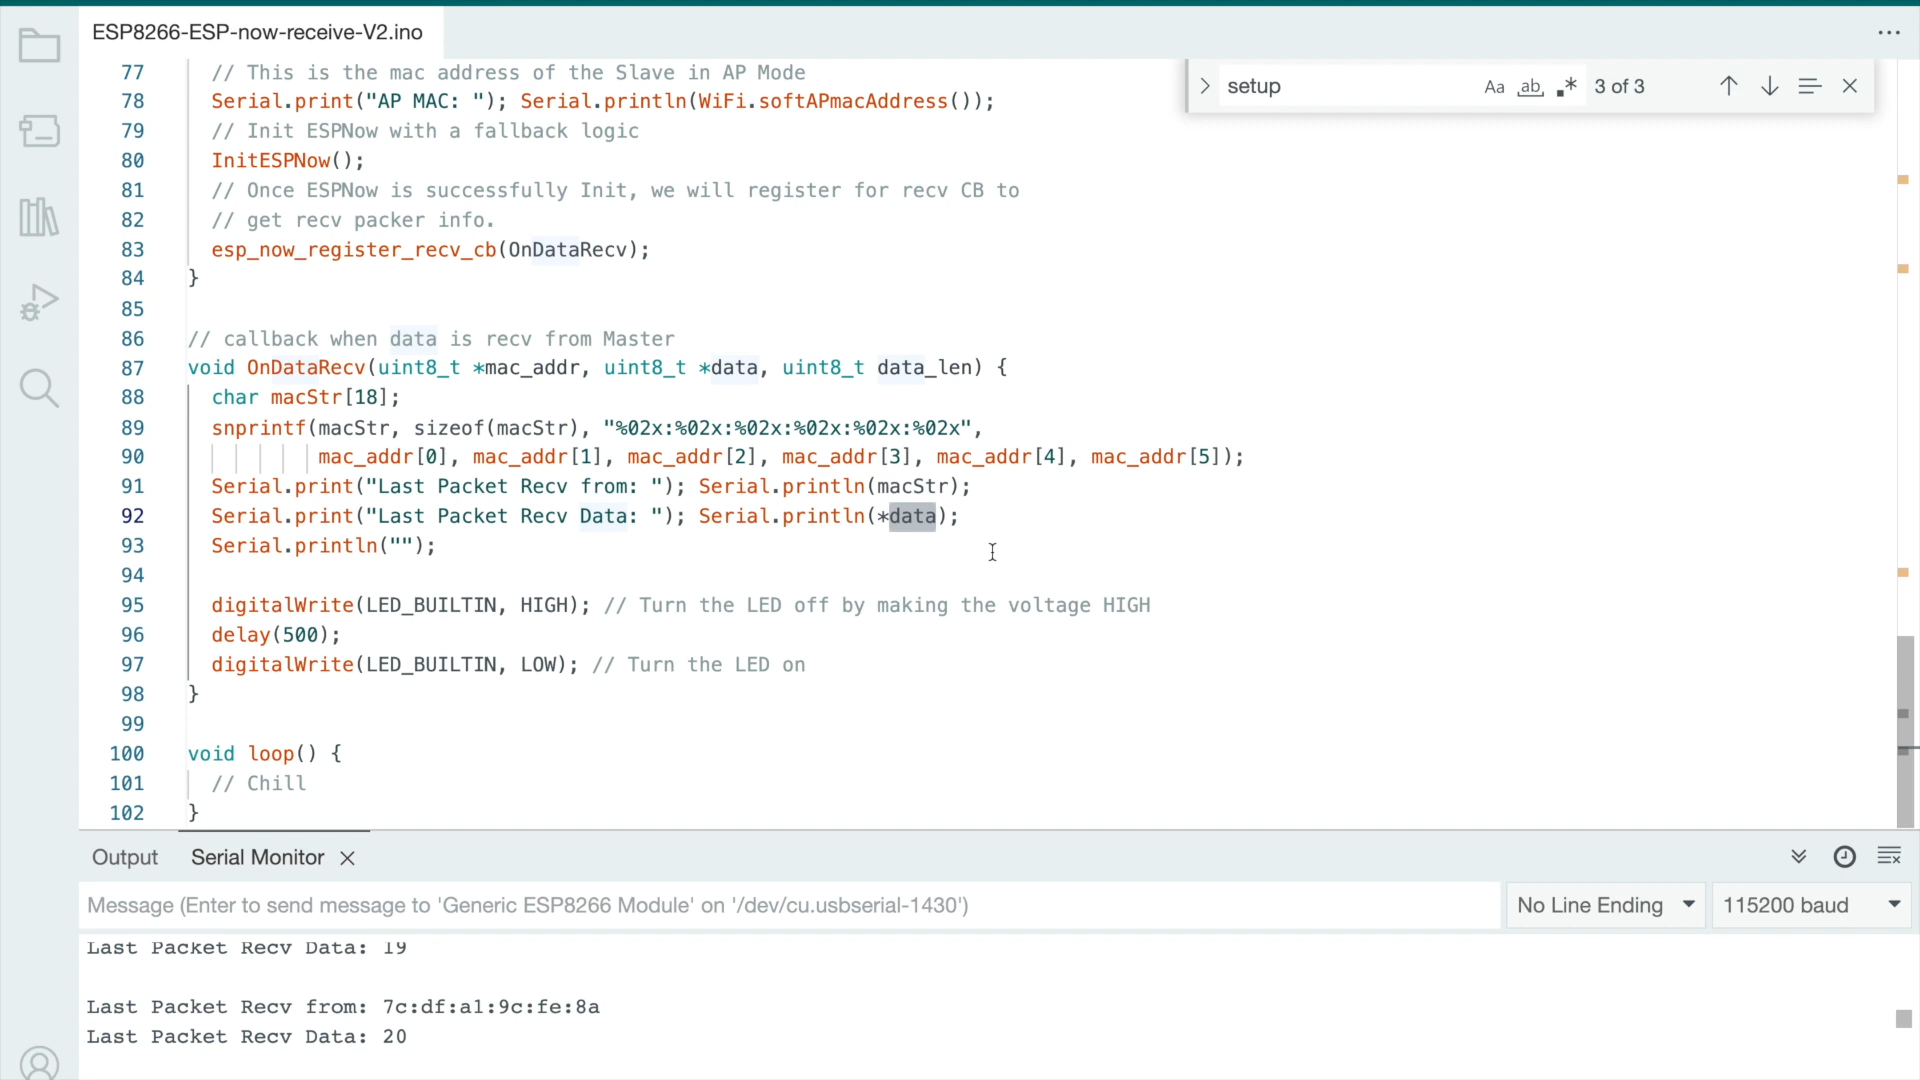 ESP8266-ESP-now-receive-V2.ino
setup
Aa ab 3 of 3
77 // This is the mac address of the Slave in AP Mode
78 Serial.print("AP MAC: "); Serial.println(WiFi.softAPmacAddress());
79 // Init ESPNow with a fallback logic
80 InitESPNow();
81 // Once ESPNow is successfully Init, we will register for recv CB to
82 // get recv packer info.
83 esp_now_register_recv_cb(OnDataRecv);
84 }
85
86 // callback when data is recv from Master
87 void OnDataRecv(uint8_t *mac_addr, uint8_t *data, uint8_t data_len) {
88 char macStr[18];
89 snprintf(macStr, sizeof(macStr), "%02x:%02x:%02x:%02x:%02x:%02x",
90 mac_addr[0], mac_addr[1], mac_addr[2], mac_addr[3], mac_addr[4], mac_addr[5]);
91 Serial.print("Last Packet Recv from: "); Serial.println(macStr);
92 Serial.print("Last Packet Recv Data: "); Serial.println(*data);
93 Serial.println("");
94
95 digitalWrite(LED_BUILTIN, HIGH); // Turn the LED off by making the voltage HIGH
96 delay(500);
97 digitalWrite(LED_BUILTIN, LOW); // Turn the LED on
98 }
99
100 void loop() {
101 // Chill
102 }
Output Serial Monitor
Message (Enter to send message to 'Generic ESP8266 Module' on '/dev/cu.usbserial-1430')
No Line Ending 115200 baud
Last Packet Recv Data: 19
Last Packet Recv from: 7c:df:a1:9c:fe:8a
Last Packet Recv Data: 20